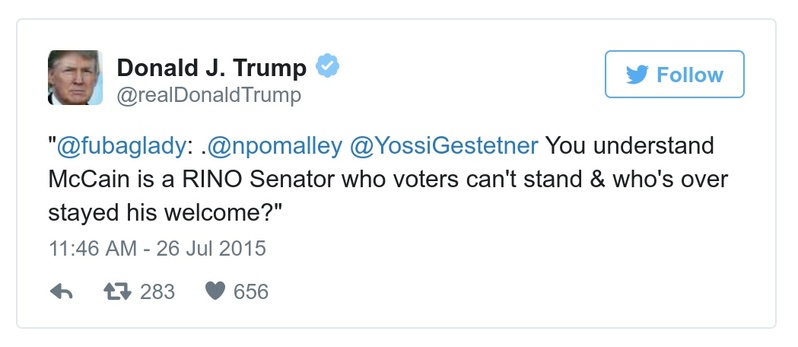 Donald J. Trump
@realDonaldTrump
Follow
"@fubaglady: .@npomalley @YossiGestetner You understand
McCain is a RINO Senator who voters can't stand & who's over
stayed his welcome?"
11:46 AM - 26 Jul 2015
283 656